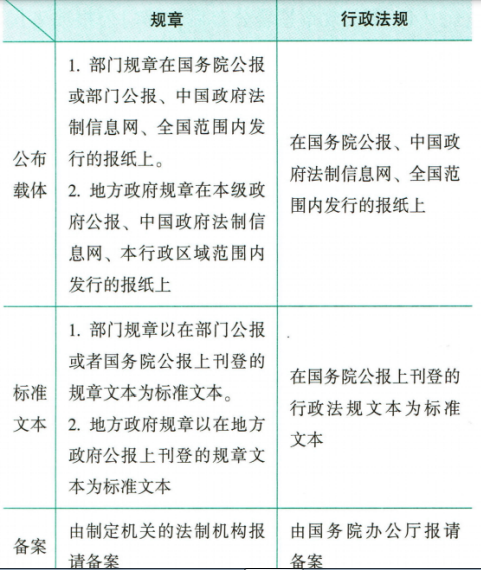 规章
行政法规
公布
载体
1. 部门规章在国务院公报
或部门公报、中国政府法
制信息网、全国范围内发
行的报纸上。
2. 地方政府规章在本级政
府公报、中国政府法制信
息网、本行政区域范围内
发行的报纸上
在国务院公报、中国政
府法制信息网、全国范
围内发行的报纸上
标准
文本
1. 部门规章以在部门公报
或者国务院公报上刊登的
规章文本为标准文本。
2. 地方政府规章以在地方
政府公报上刊登的规章文
本为标准文本
在国务院公报上刊登的
行政法规文本为标准
文本
备案
由制定机关的法制机构报
请备案
由国务院办公厅报请
备案